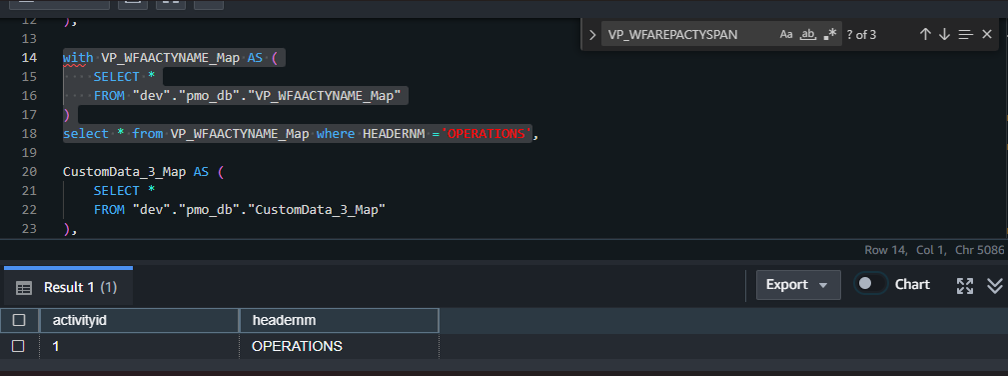 12 ),
13
VP_WFAREPACTYSPAN Aa ab .* ? of 3
14 with VP_WFAACTYNAME_Map AS (
15 SELECT *
16 FROM "dev"."pmo_db"."VP_WFAACTYNAME_Map"
17 )
18 select * from VP_WFAACTYNAME_Map where HEADERNM ='OPERATIONS',
19
20 CustomData_3_Map AS (
21 SELECT *
22 FROM "dev"."pmo_db"."CustomData_3_Map"
23 ),
Row 14, Col 1, Chr 5086
Result 1 (1) Export Chart
activityid headernm
1 OPERATIONS